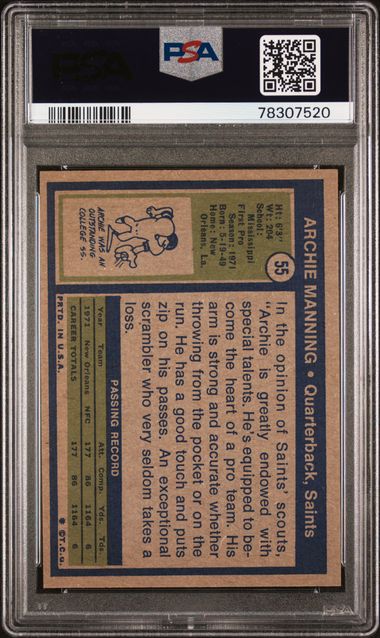 PSA
PSA
78307520
ARCHIE MANNING • Quarterback, Saints
55
Ht: 6'3"
Wt: 204
School:
Mississippi
First Pro
Season: 1971
Born: 5-19-49
Home: New
Orleans, La.
ARCHIE WAS AN
OUTSTANDING
COLLEGE SS.
In the opinion of Saints' scouts,
"Archie is greatly endowed with
special talents. He's equipped to be-
come the heart of a pro team. His
arm is strong and accurate whether
throwing from the pocket or on the
run. He has a good touch and puts
zip on his passes. An exceptional
scrambler who very seldom takes a
loss.
PASSING RECORD
Year Team Att. Comp. Yds. Tds.
1971 New Orleans NFC 177 86 1164 6
CAREER TOTALS 177 86 1164 6
PRTD. IN U.S.A.
✱ ©T.C.G.